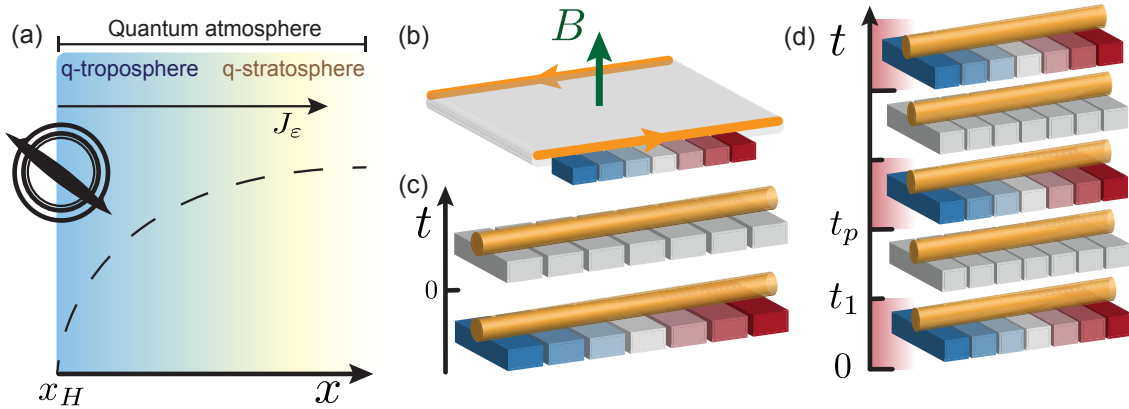 (a)
Quantum atmosphere
q-troposphere q-stratosphere
J_ε
x_H
x
(b)
B
(c)
t
0
(d)
t
t_p
t_1
0